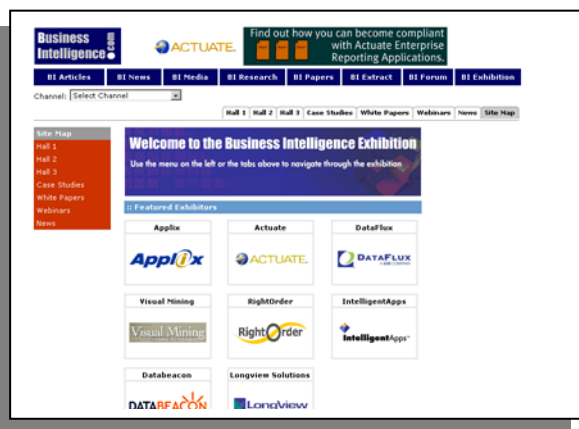 Business
Intelligence.com
ACTUATE.
Find out how you can become compliant
with Actuate Enterprise
Reporting Applications.
BI Articles BI News BI Media BI Research BI Papers BI Extract BI Forum BI Exhibition
Channel: Select Channel
Hall 1 Hall 2 Hall 3 Case Studies White Papers Webinars News Site Map
Site Map
Hall 1
Hall 2
Hall 3
Case Studies
White Papers
Webinars
News
Welcome to the Business Intelligence Exhibition
Use the menu on the left or the tabs above to navigate through the exhibition
:: Featured Exhibitors
Applix Actuate DataFlux
Applix ACTUATE. DATAFLUX
Visual Mining RightOrder IntelligentApps
Visual Mining RightOrder IntelligentApps
Databeacon Longview Solutions
DATABEACON LongView